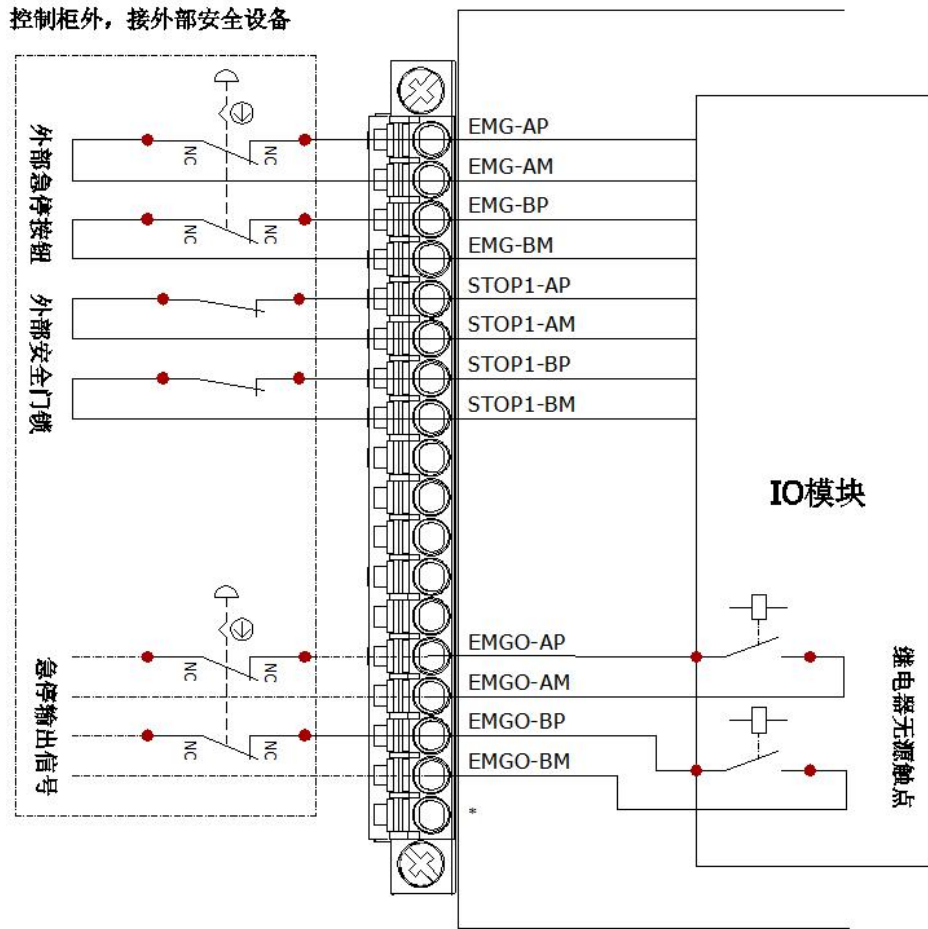 控制柜外，接外部安全设备
外部急停按钮
NC
NC
NC
NC
外部安全门锁
急停输出信号
NC
NC
NC
NC
EMG-AP
EMG-AM
EMG-BP
EMG-BM
STOP1-AP
STOP1-AM
STOP1-BP
STOP1-BM
EMGO-AP
EMGO-AM
EMGO-BP
EMGO-BM
*
IO模块
继电器无源触点